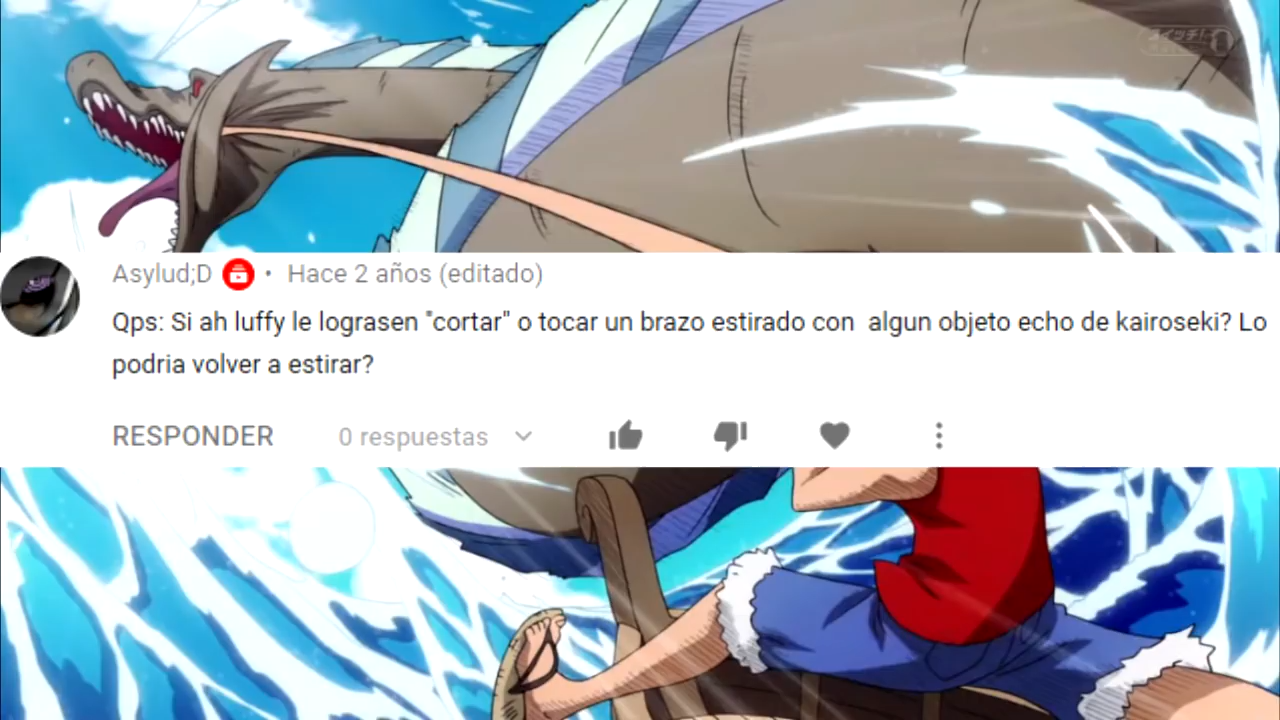 Asylud;D • Hace 2 años (editado)
Qps: Si ah luffy le lograsen "cortar" o tocar un brazo estirado con algun objeto echo de kairoseki? Lo
podria volver a estirar?
RESPONDER 0 respuestas